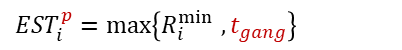 EST_i^p = max{R_i^min , t_gang}